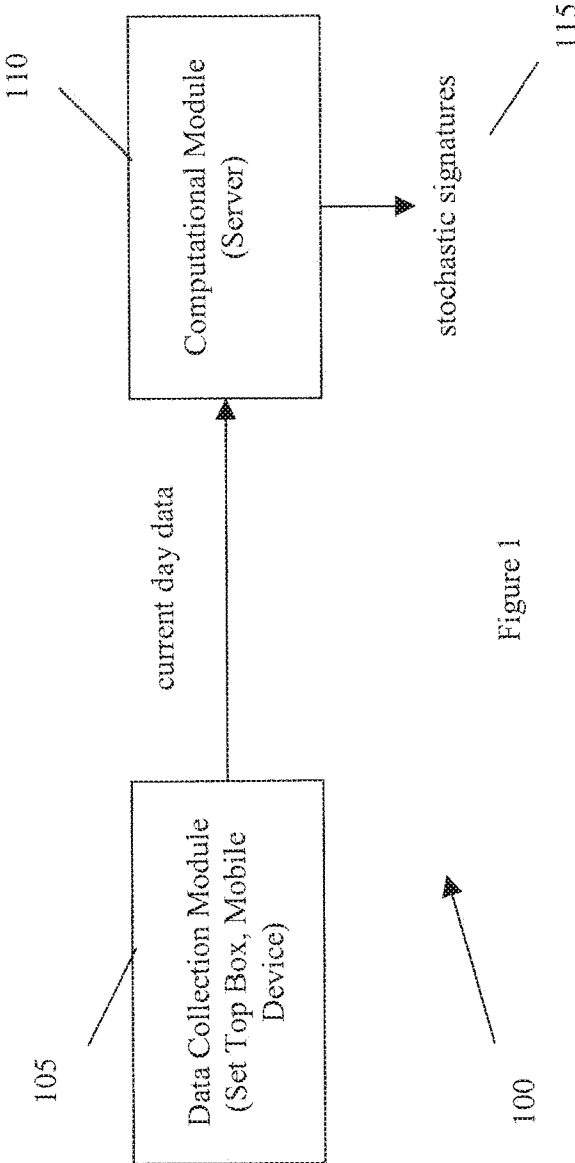 105
Data Collection Module
(Set Top Box, Mobile
Device)
current day data
110
Computational Module
(Server)
stochastic signatures
115
100
Figure 1